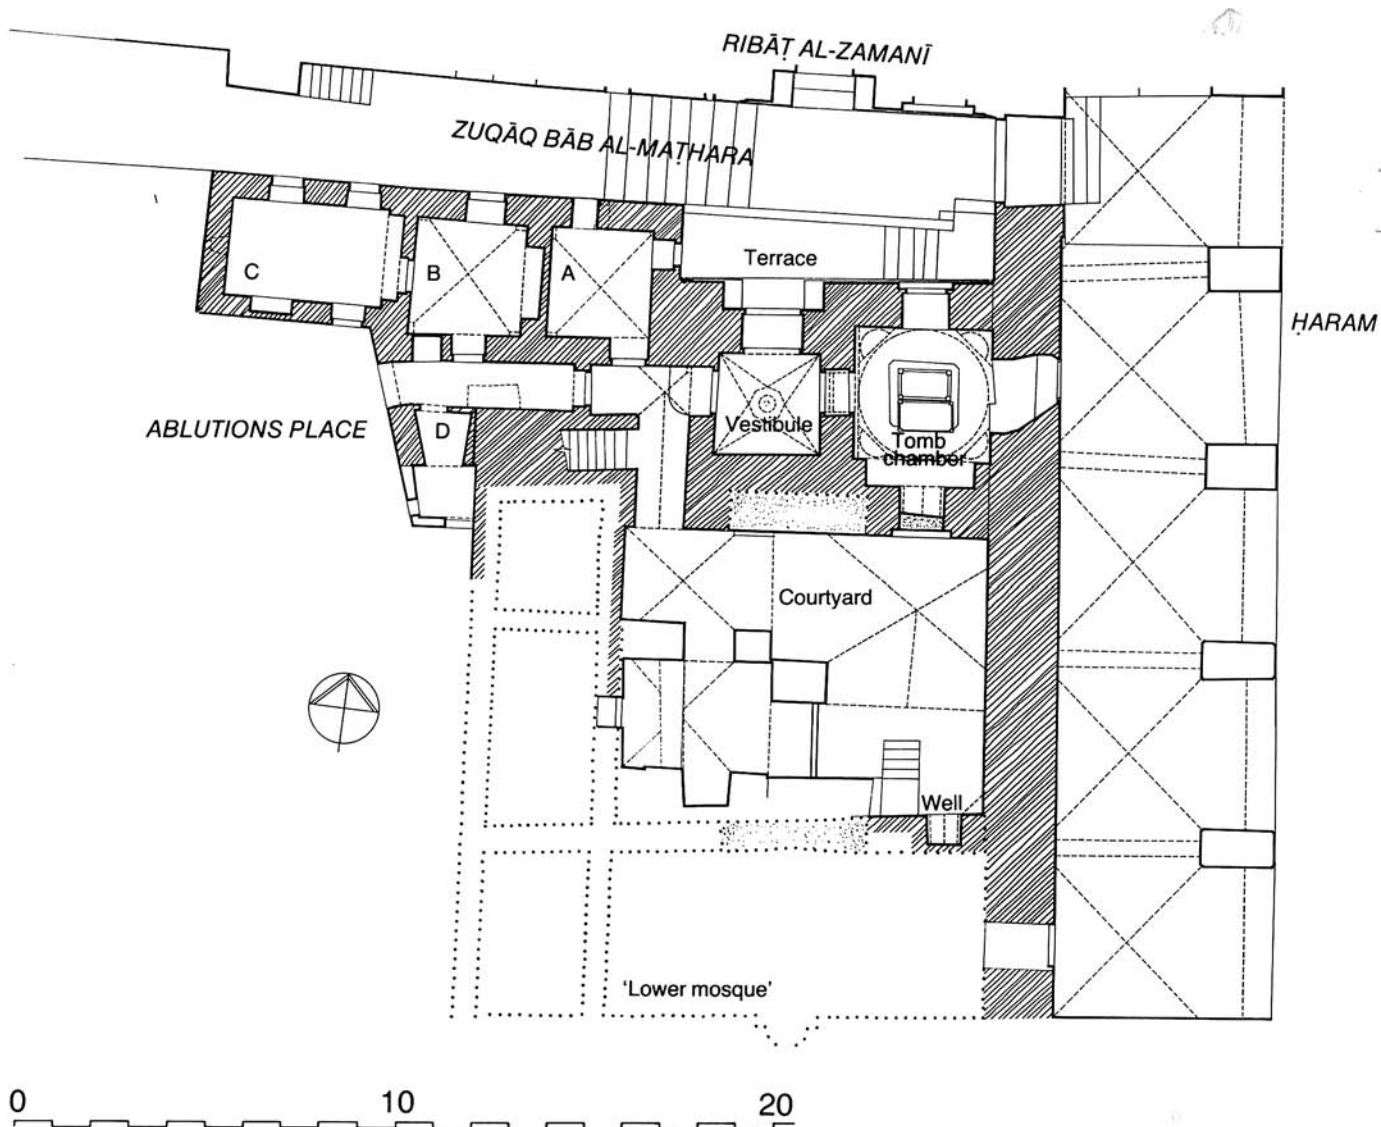 RIBĀṬ AL-ZAMANĪ
ZUQĀQ BĀB AL-MAṬHARA
C
B
A
Terrace
ḤARAM
ABLUTIONS PLACE
D
Vestibule
Tomb
chamber
Courtyard
Well
'Lower mosque'
0 10 20